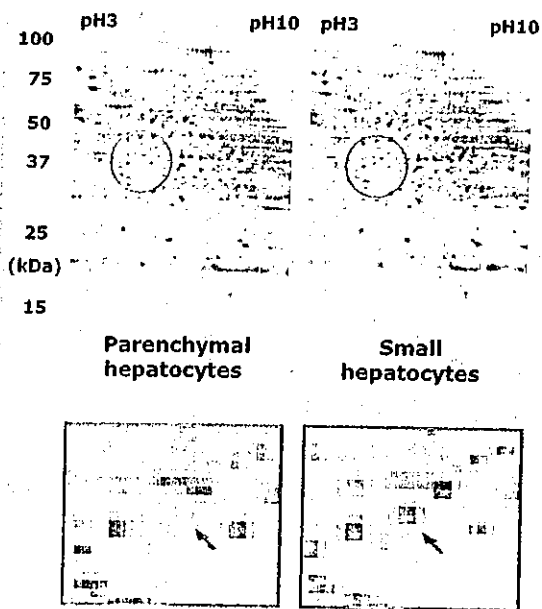 pH3 pH10 pH3 pH10
100
75
50
37
25
(kDa)
15
Parenchymal
hepatocytes
Small
hepatocytes